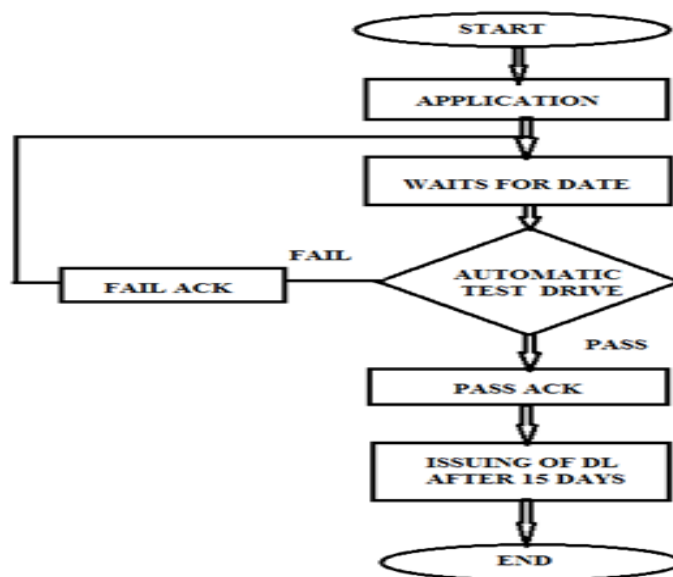 START
APPLICATION
WAITS FOR DATE
FAIL
AUTOMATIC
TEST DRIVE
FAIL ACK
PASS
PASS ACK
ISSUING OF DL
AFTER 15 DAYS
END